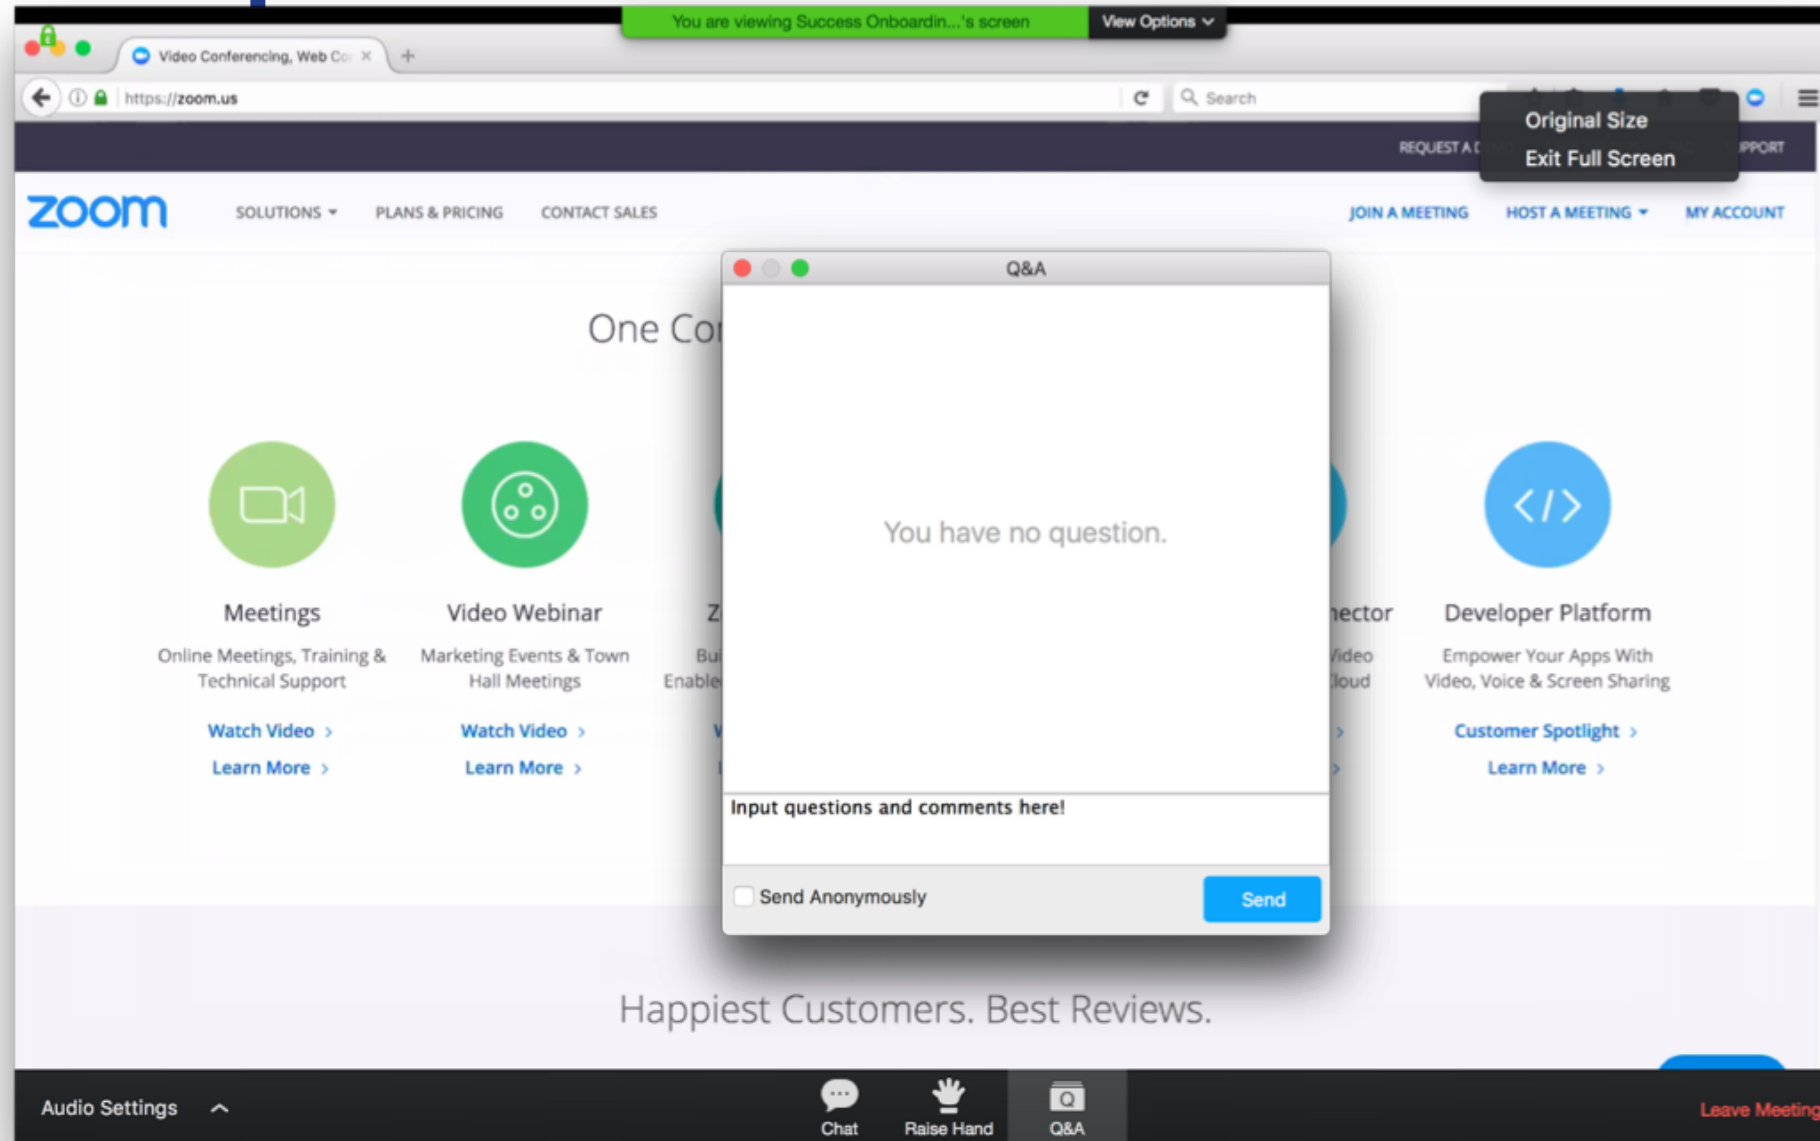 You are viewing Success Onboardin...'s screen
View Options
Video Conferencing, Web Co
https://zoom.us
Search
Original Size
Exit Full Screen
REQUEST A
zoom
SOLUTIONS
PLANS & PRICING
CONTACT SALES
JOIN A MEETING
HOST A MEETING
MY ACCOUNT
Q&A
One
You have no question.
Meetings
Online Meetings, Training &
Technical Support
Watch Video >
Learn More >
Video Webinar
Marketing Events & Town
Hall Meetings
Watch Video >
Learn More >
Developer Platform
Empower Your Apps With
Video, Voice & Screen Sharing
Customer Spotlight >
Learn More >
Input questions and comments here!
Send Anonymously
Send
Happiest Customers. Best Reviews.
Audio Settings
Chat
Raise Hand
Q
Q&A
Leave Meeting